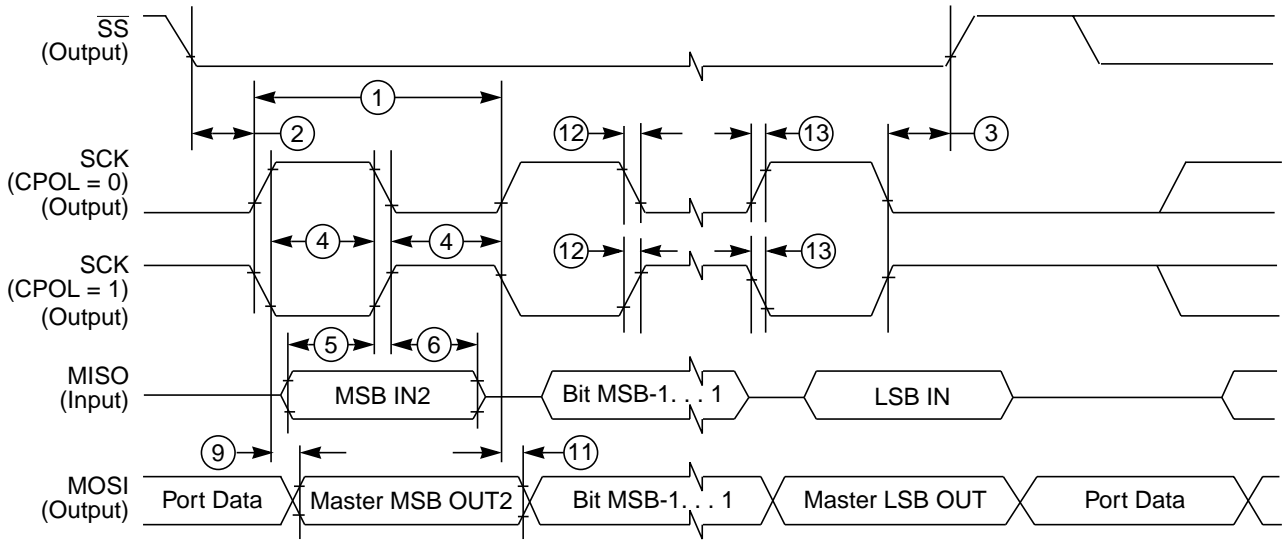 SS
(Output)
1
2
12
13
3
SCK
(CPOL = 0)
(Output)
4
4
12
13
SCK
(CPOL = 1)
(Output)
5
6
MISO
(Input)
MSB IN2
Bit MSB-1. . . 1
LSB IN
9
11
MOSI
(Output)
Port Data
Master MSB OUT2
Bit MSB-1. . . 1
Master LSB OUT
Port Data